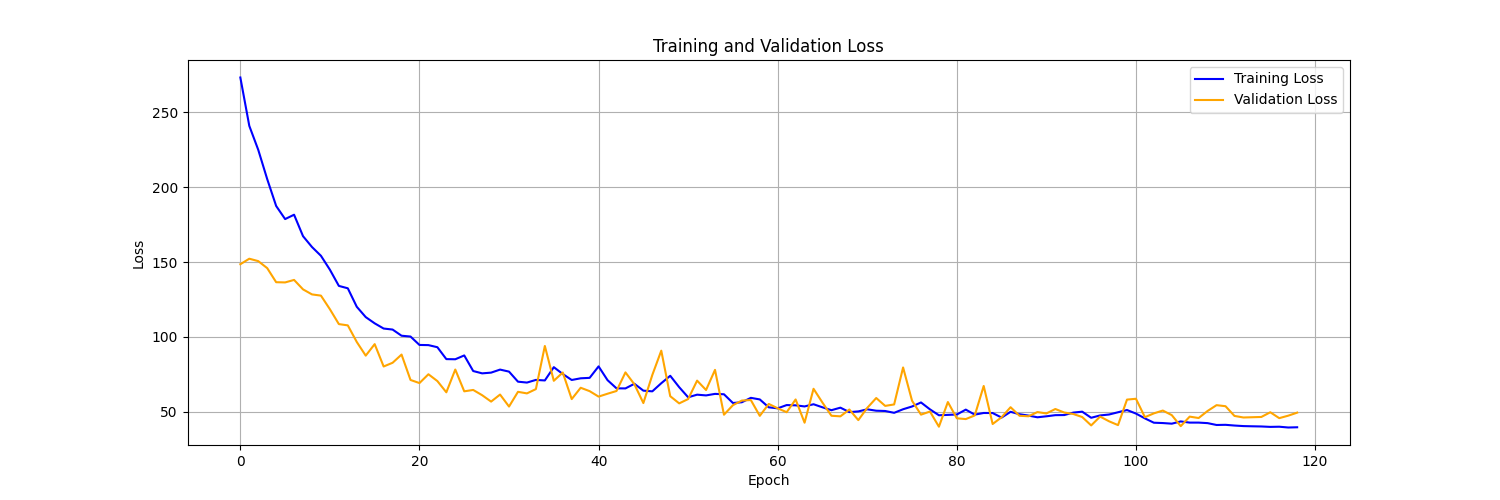 Training and Validation Loss
Training Loss
Validation Loss
Loss
250
200
150
100
50
0 20 40 60 80 100 120
Epoch